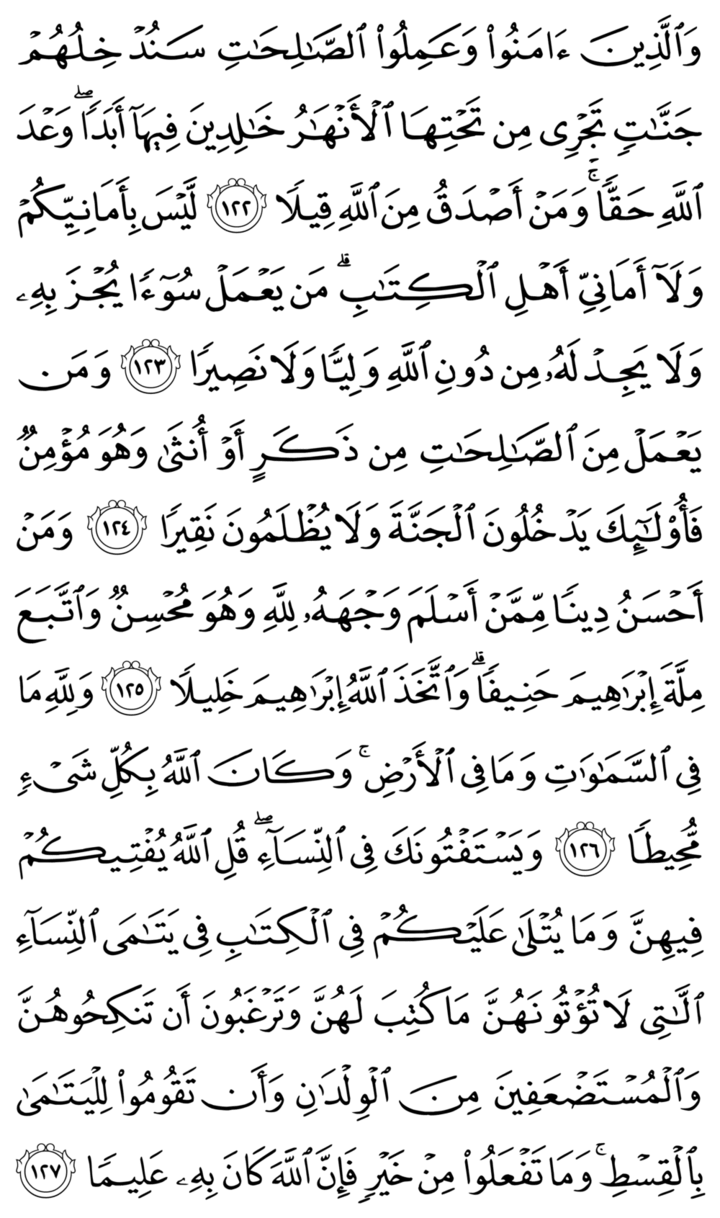 وَٱلَّذِينَ ءَامَنُوا۟ وَعَمِلُوا۟ ٱلصَّـٰلِحَـٰتِ سَنُدْخِلُهُمْ
جَنَّـٰتٍ تَجْرِى مِن تَحْتِهَا ٱلْأَنْهَـٰرُ خَـٰلِدِينَ فِيهَآ أَبَدًا ۖ وَعْدَ
ٱللَّهِ حَقًّا ۚ وَمَنْ أَصْدَقُ مِنَ ٱللَّهِ قِيلًا ١٢٢ لَّيْسَ بِأَمَانِيِّكُمْ
وَلَآ أَمَانِىِّ أَهْلِ ٱلْكِتَـٰبِ ۗ مَن يَعْمَلْ سُوٓءًا يُجْزَ بِهِۦ
وَلَا يَجِدْ لَهُۥ مِن دُونِ ٱللَّهِ وَلِيًّا وَلَا نَصِيرًا ١٢٣ وَمَن
يَعْمَلْ مِنَ ٱلصَّـٰلِحَـٰتِ مِن ذَكَرٍ أَوْ أُنثَىٰ وَهُوَ مُؤْمِنٌ
فَأُو۟لَـٰٓئِكَ يَدْخُلُونَ ٱلْجَنَّةَ وَلَا يُظْلَمُونَ نَقِيرًا ١٢٤ وَمَنْ
أَحْسَنُ دِينًا مِّمَّنْ أَسْلَمَ وَجْهَهُۥ لِلَّهِ وَهُوَ مُحْسِنٌ وَٱتَّبَعَ
مِلَّةَ إِبْرَٰهِيمَ حَنِيفًا ۗ وَٱتَّخَذَ ٱللَّهُ إِبْرَٰهِيمَ خَلِيلًا ١٢٥ وَلِلَّهِ مَا
فِى ٱلسَّمَـٰوَٰتِ وَمَا فِى ٱلْأَرْضِ ۚ وَكَانَ ٱللَّهُ بِكُلِّ شَىْءٍ
مُّحِيطًا ١٢٦ وَيَسْتَفْتُونَكَ فِى ٱلنِّسَآءِ ۖ قُلِ ٱللَّهُ يُفْتِيكُمْ
فِيهِنَّ وَمَا يُتْلَىٰ عَلَيْكُمْ فِى ٱلْكِتَـٰبِ فِى يَتَـٰمَى ٱلنِّسَآءِ
ٱلَّـٰتِى لَا تُؤْتُونَهُنَّ مَا كُتِبَ لَهُنَّ وَتَرْغَبُونَ أَن تَنكِحُوهُنَّ
وَٱلْمُسْتَضْعَفِينَ مِنَ ٱلْوِلْدَٰنِ وَأَن تَقُومُوا۟ لِلْيَتَـٰمَىٰ
بِٱلْقِسْطِ ۚ وَمَا تَفْعَلُوا۟ مِنْ خَيْرٍ فَإِنَّ ٱللَّهَ كَانَ بِهِۦ عَلِيمًا ١٢٧